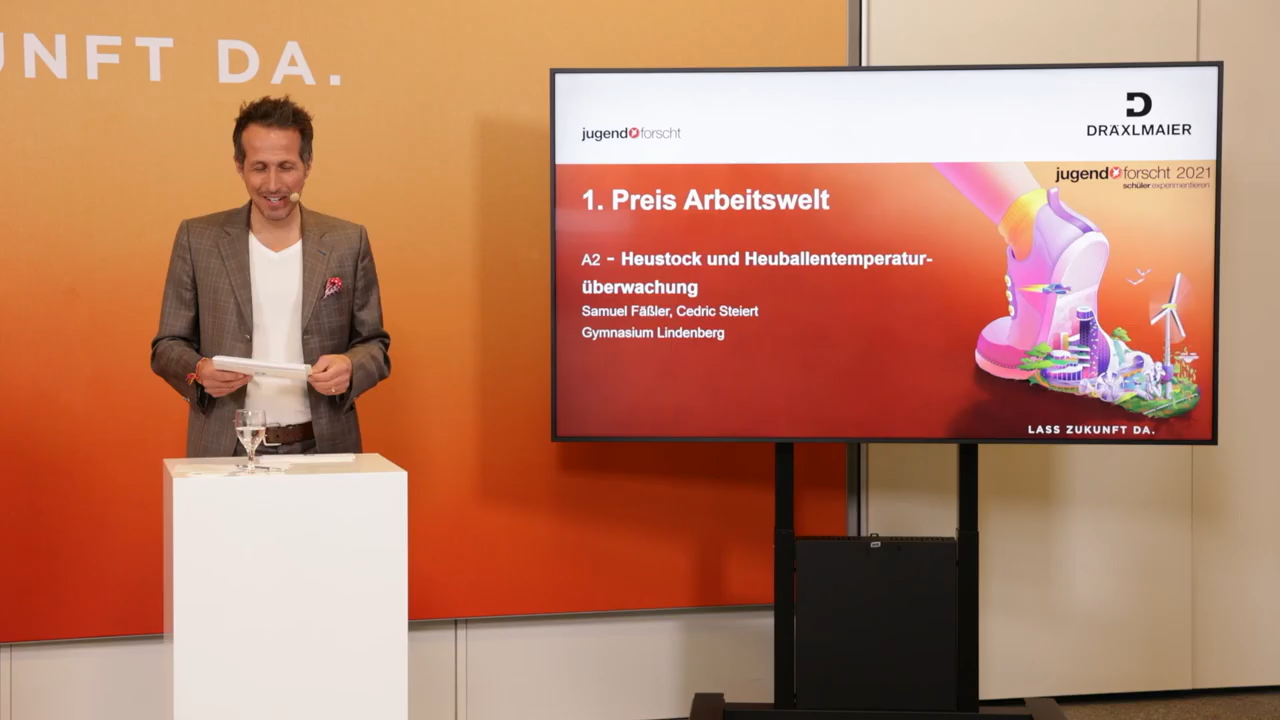 UNFT DA.
jugend forscht
DRÄXLMAIER
jugend forscht 2021
schüler experimentieren
1. Preis Arbeitswelt
A2 - Heustock und Heuballentemperatur-
überwachung
Samuel Fäßler, Cedric Steiert
Gymnasium Lindenberg
LASS ZUKUNFT DA.